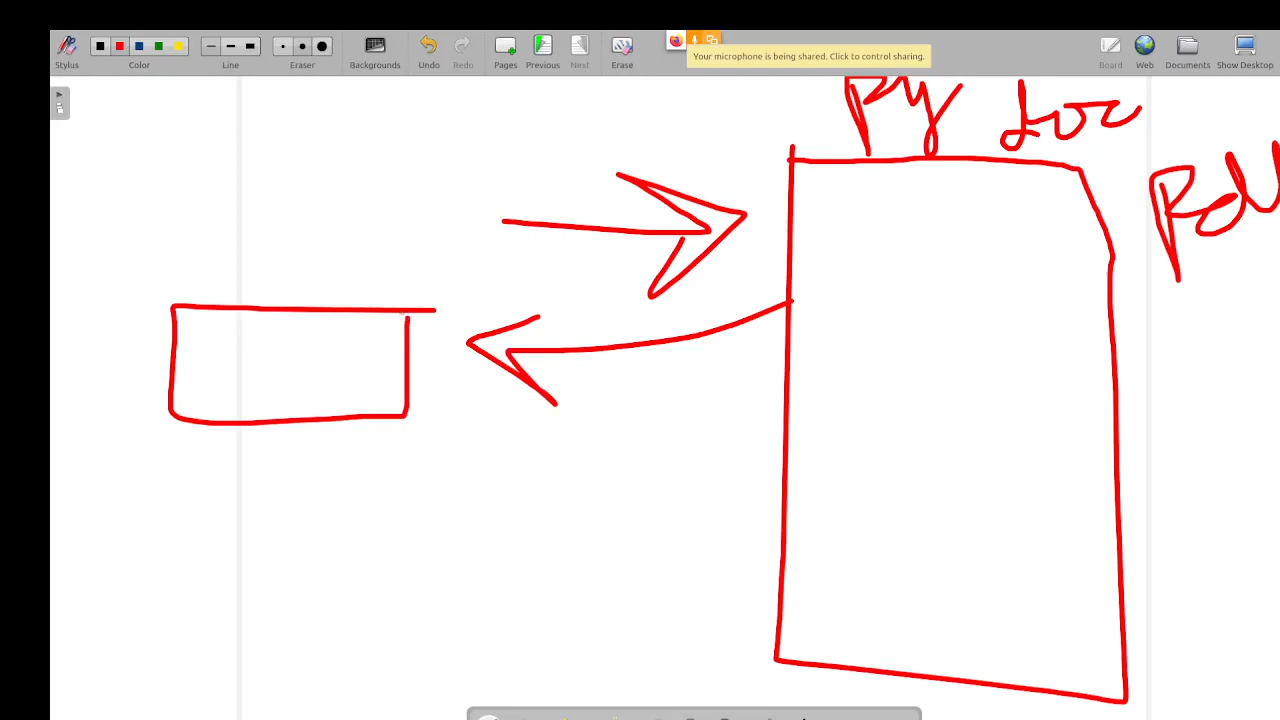 Your microphone is being shared. Click to control sharing.
Stylus
Color
Line
Eraser
Backgrounds
Undo
Redo
Pages
Previous
Next
Erase
Board
Web
Documents
Show Desktop
Py